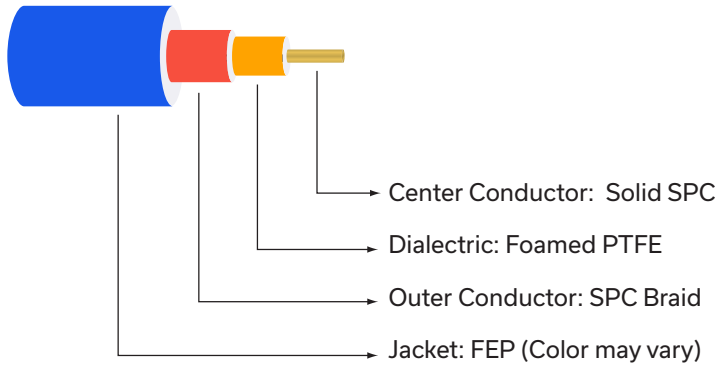 Center Conductor:  Solid SPC
Dialectric: Foamed PTFE
Outer Conductor: SPC Braid
Jacket: FEP (Color may vary)